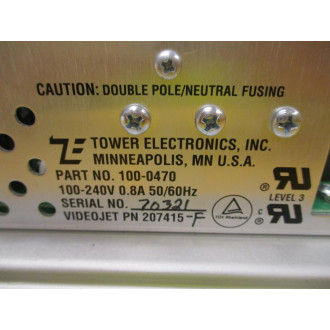 CAUTION: DOUBLE POLE/NEUTRAL FUSING
TOWER ELECTRONICS, INC.
MINNEAPOLIS, MN U.S.A.
PART NO. 100-0470
100-240V 0.8A 50/60Hz
SERIAL NO. 70321
VIDEOJET PN 207415-F
LEVEL 3